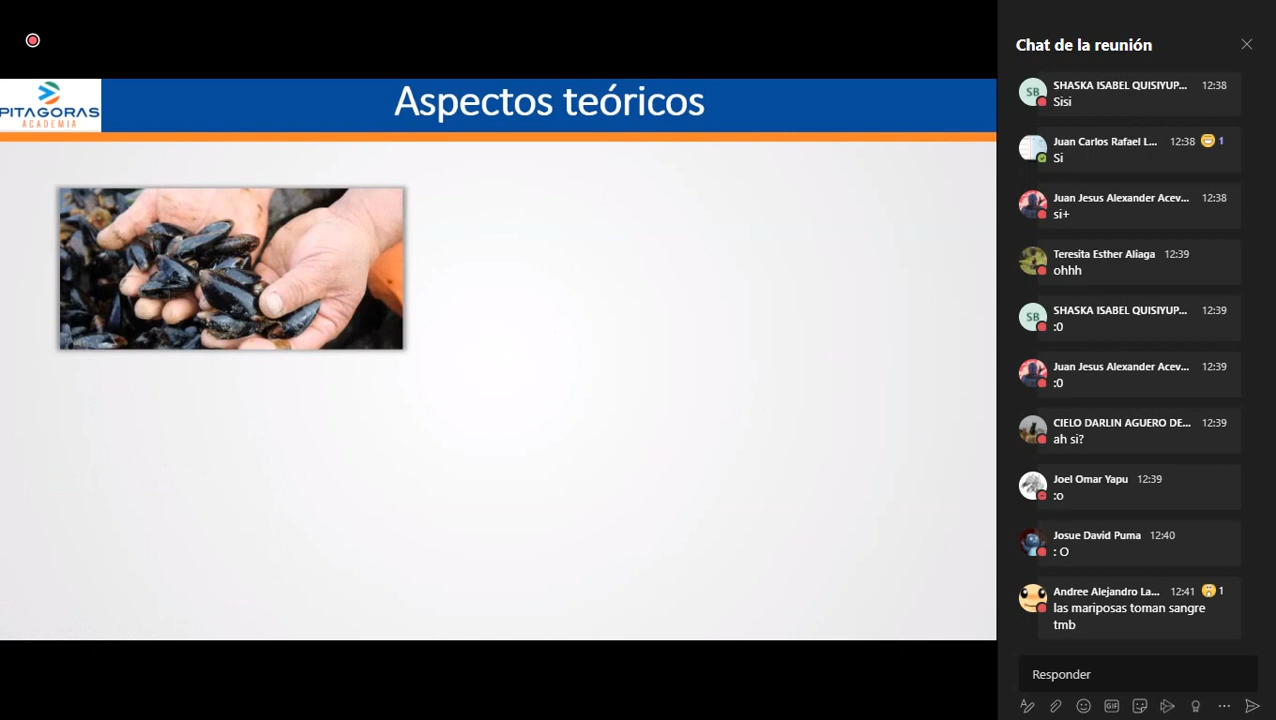 PITAGORAS
ACADEMIA
Aspectos teóricos
Chat de la reunión
SB
SHASKA ISABEL QUISIYUP... 12:38
Sisi
Juan Carlos Rafael L... 12:38 1
Si
Juan Jesus Alexander Acev... 12:38
si+
Teresita Esther Aliaga 12:39
ohhh
SB
SHASKA ISABEL QUISIYUP... 12:39
:0
Juan Jesus Alexander Acev... 12:39
:0
CIELO DARLIN AGUERO DE... 12:39
ah si?
Joel Omar Yapu 12:39
:o
Josue David Puma 12:40
: O
Andree Alejandro La... 12:41 1
las mariposas toman sangre
tmb
Responder
GIF